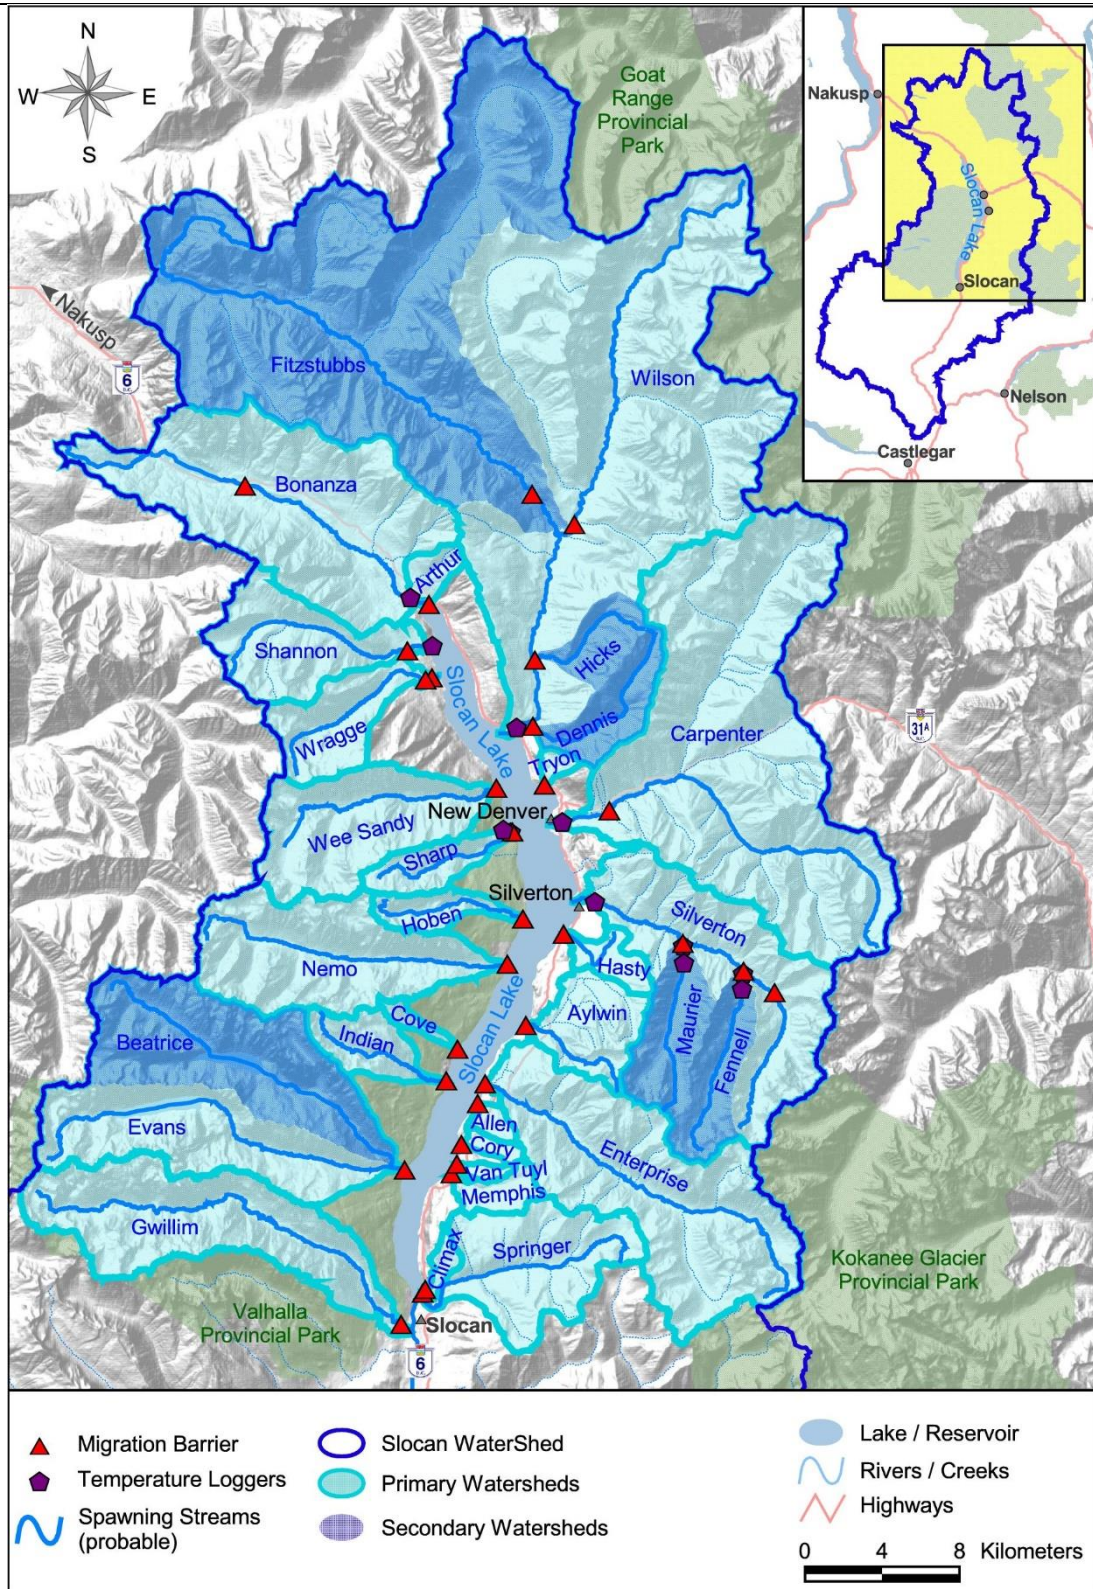 N
W
E
S
Goat
Range
Provincial
Park
Nakusp
Slocan Lake
Slocan
Nelson
Castlegar
Nakusp
6
Fitzstubbs
Wilson
Bonanza
Arthur
Shannon
Slocan Lake
Hicks
Wragge
Dennis
Carpenter
31A
Tryon
New Denver
Wee Sandy
Sharp
Silverton
Hoben
Silverton
Nemo
Hasty
Aylwin
Maurier
Fennell
Cove
Indian
Slocan Lake
Beatrice
Allen
Evans
Cory
Enterprise
Van Tuyl
Memphis
Gwillim
Climax
Springer
Kokanee Glacier
Provincial Park
Valhalla
Provincial Park
Slocan
6
Migration Barrier
Temperature Loggers
Spawning Streams
(probable)
Slocan WaterShed
Primary Watersheds
Secondary Watersheds
Lake / Reservoir
Rivers / Creeks
Highways
0 4 8 Kilometers